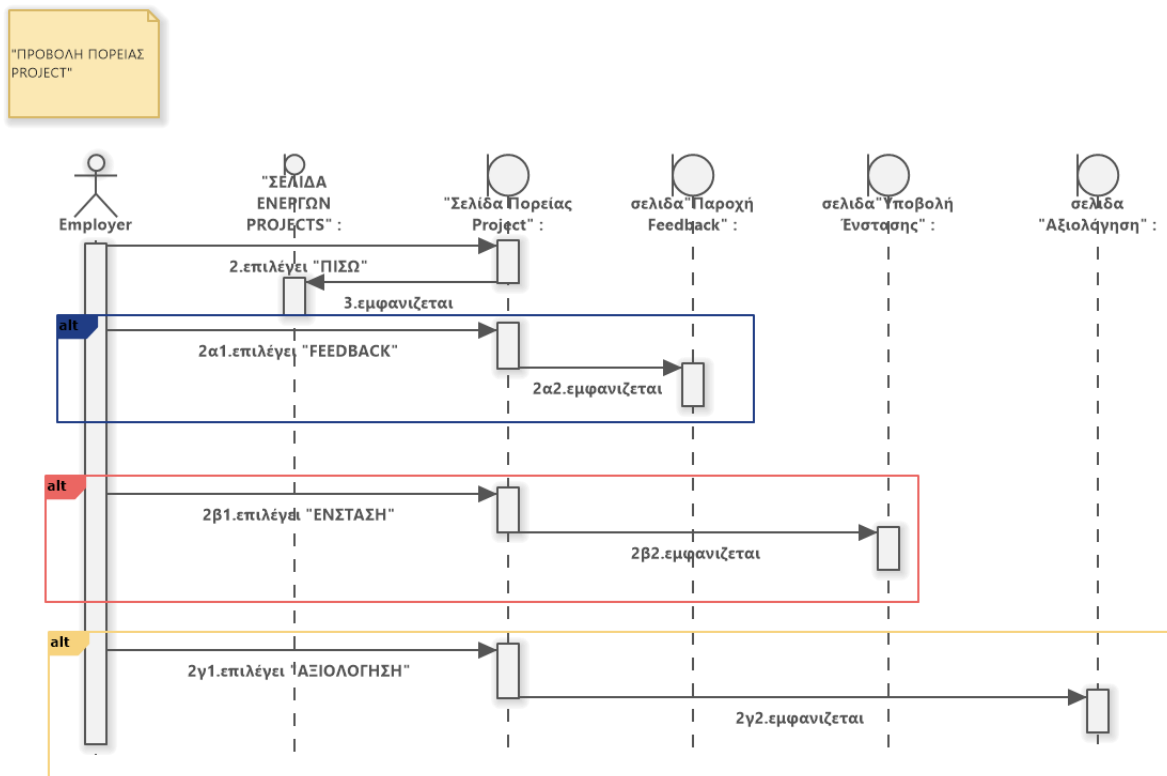 "ΠΡΟΒΟΛΗ ΠΟΡΕΙΑΣ
PROJECT"
Employer
"ΣΕΛΙΔΑ
ΕΝΕΡΓΩΝ
PROJECTS" :
"Σελίδα Πορείας
Project" :
σελιδα"Παροχή
Feedback" :
σελιδα"Υποβολή
Ένστασης" :
σελιδα
"Αξιολόγηση" :
2.επιλέγει "ΠΙΣΩ"
3.εμφανιζεται
alt
2α1.επιλέγει "FEEDBACK"
2α2.εμφανιζεται
alt
2β1.επιλέγει "ΕΝΣΤΑΣΗ"
2β2.εμφανιζεται
alt
2γ1.επιλέγει "ΑΞΙΟΛΟΓΗΣΗ"
2γ2.εμφανιζεται